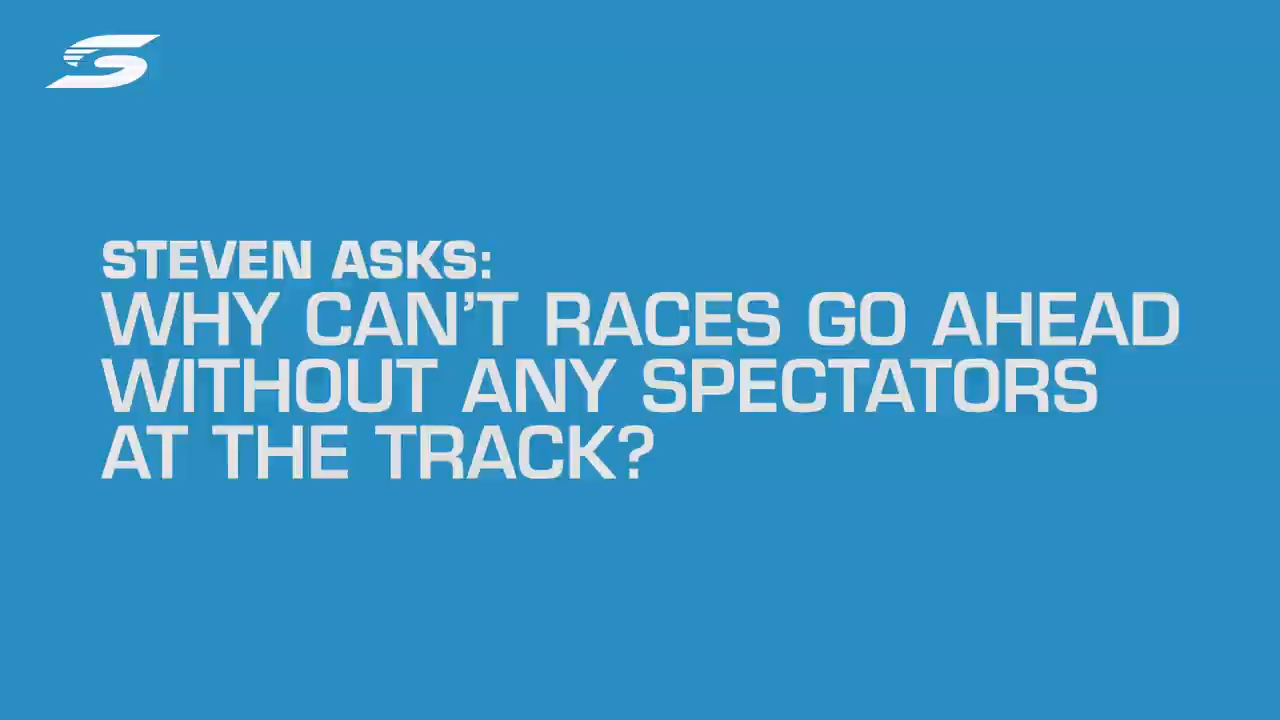 STEVEN ASKS:
WHY CAN'T RACES GO AHEAD
WITHOUT ANY SPECTATORS
AT THE TRACK?